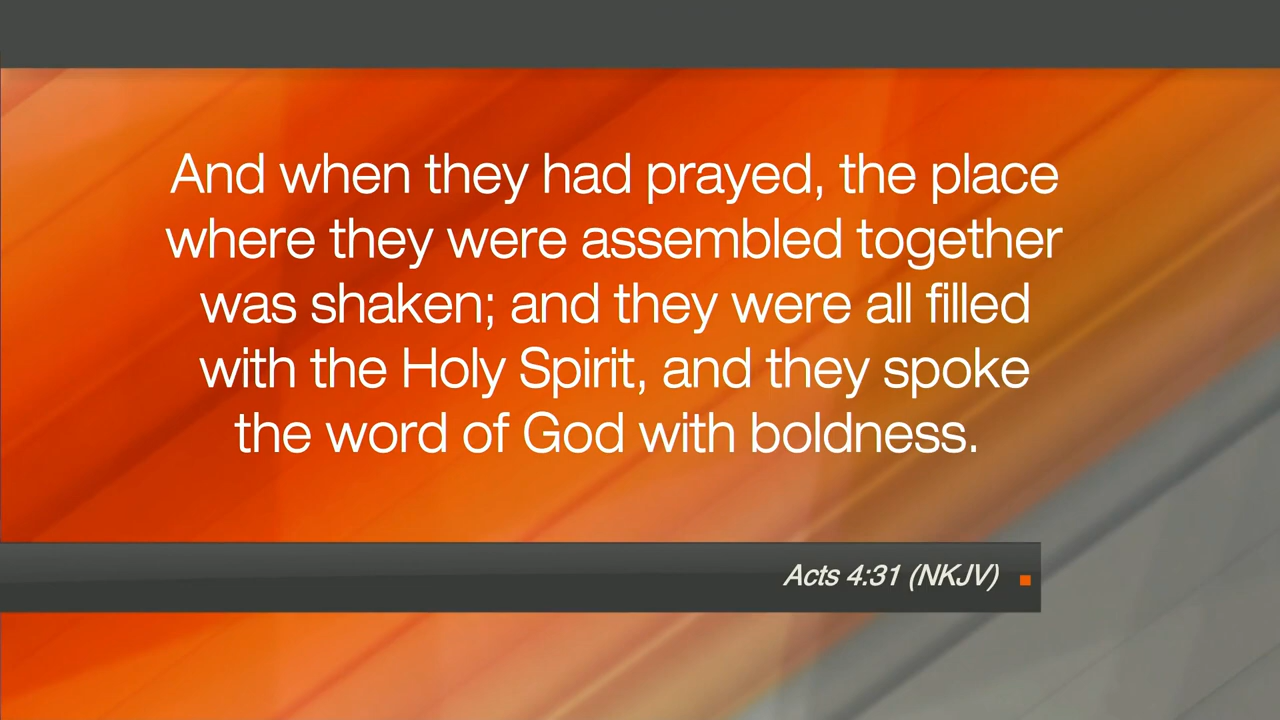 And when they had prayed, the place
where they were assembled together
was shaken; and they were all filled
with the Holy Spirit, and they spoke
the word of God with boldness.
Acts 4:31 (NKJV)